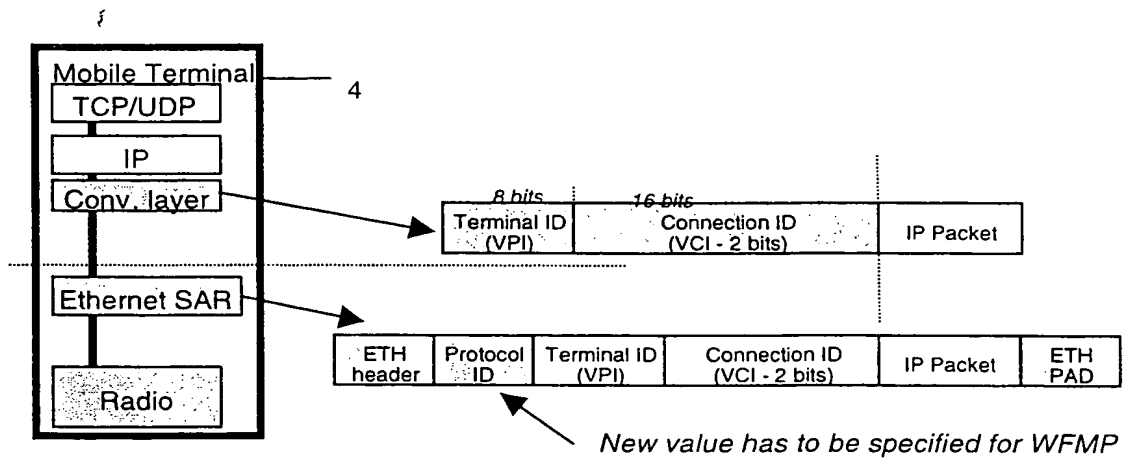 Mobile Terminal
4
TCP/UDP
IP
Conv. layer
8 bits
16 bits
Terminal ID
(VPI)
Connection ID
(VCI - 2 bits)
IP Packet
Ethernet SAR
ETH
header
Protocol
ID
Terminal ID
(VPI)
Connection ID
(VCI - 2 bits)
IP Packet
ETH
PAD
Radio
New value has to be specified for WFMP